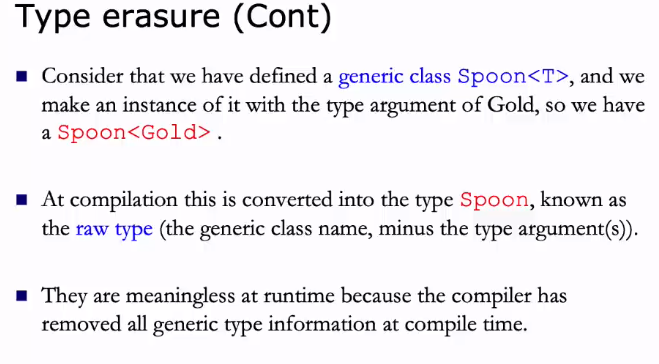 Type erasure (Cont)
Consider that we have defined a generic class Spoon<T>, and we
make an instance of it with the type argument of Gold, so we have
a Spoon<Gold> .
At compilation this is converted into the type Spoon, known as
the raw type (the generic class name, minus the type argument(s)).
They are meaningless at runtime because the compiler has
removed all generic type information at compile time.